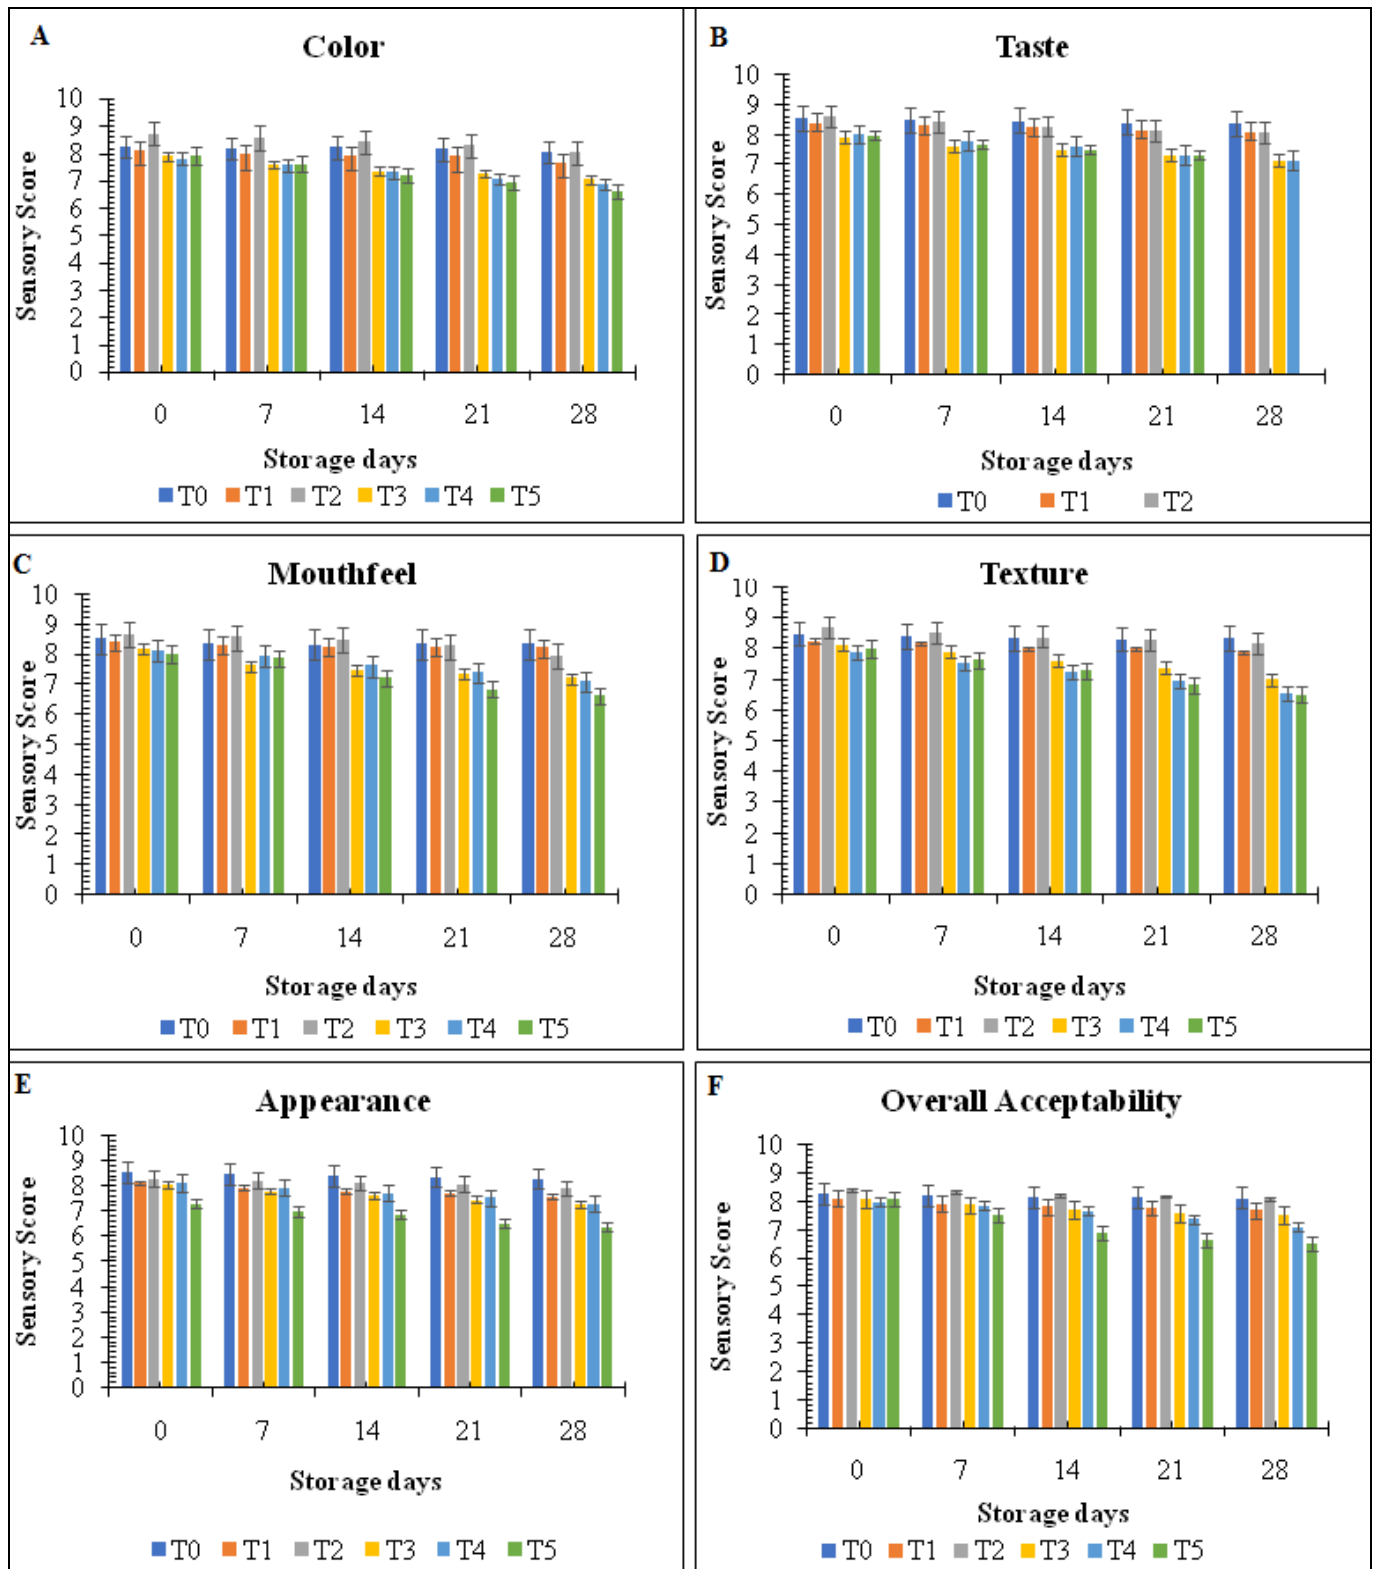 A
Color
Sensory Score
10
9
8
7
6
5
4
3
2
1
0
0 7 14 21 28
Storage days
T0 T1 T2 T3 T4 T5
B
Taste
Sensory Score
10
9
8
7
6
5
4
3
2
1
0
0 7 14 21 28
Storage days
T0 T1 T2
C
Mouthfeel
Sensory Score
10
9
8
7
6
5
4
3
2
1
0
0 7 14 21 28
Storage days
T0 T1 T2 T3 T4 T5
D
Texture
Sensory Score
10
9
8
7
6
5
4
3
2
1
0
0 7 14 21 28
Storage days
T0 T1 T2 T3 T4 T5
E
Appearance
Sensory Score
10
9
8
7
6
5
4
3
2
1
0
0 7 14 21 28
Storage days
T0 T1 T2 T3 T4 T5
F
Overall Acceptability
Sensory Score
10
9
8
7
6
5
4
3
2
1
0
0 7 14 21 28
Storage days
T0 T1 T2 T3 T4 T5